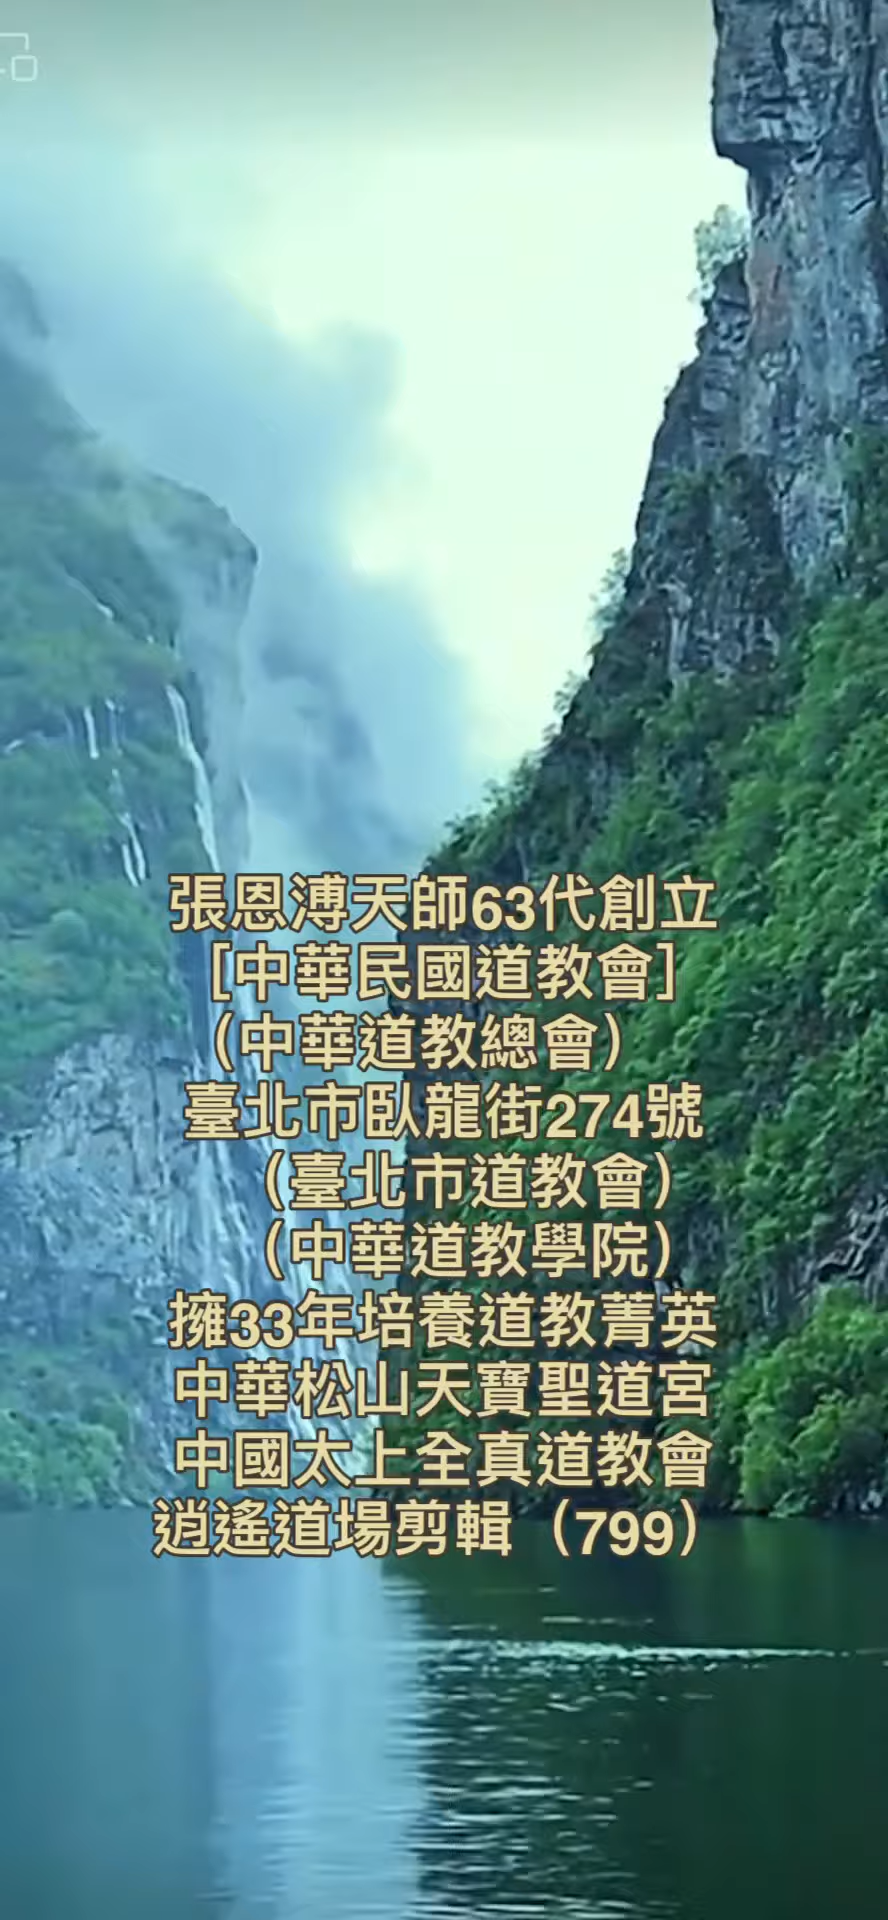 張恩溥天師63代創立
［中華民國道教會］
（中華道教總會）
臺北市臥龍街274號
（臺北市道教會）
（中華道教學院）
擁33年培養道教菁英
中華松山天寶聖道宮
中國太上全真道教會
逍遙道場剪輯（799）